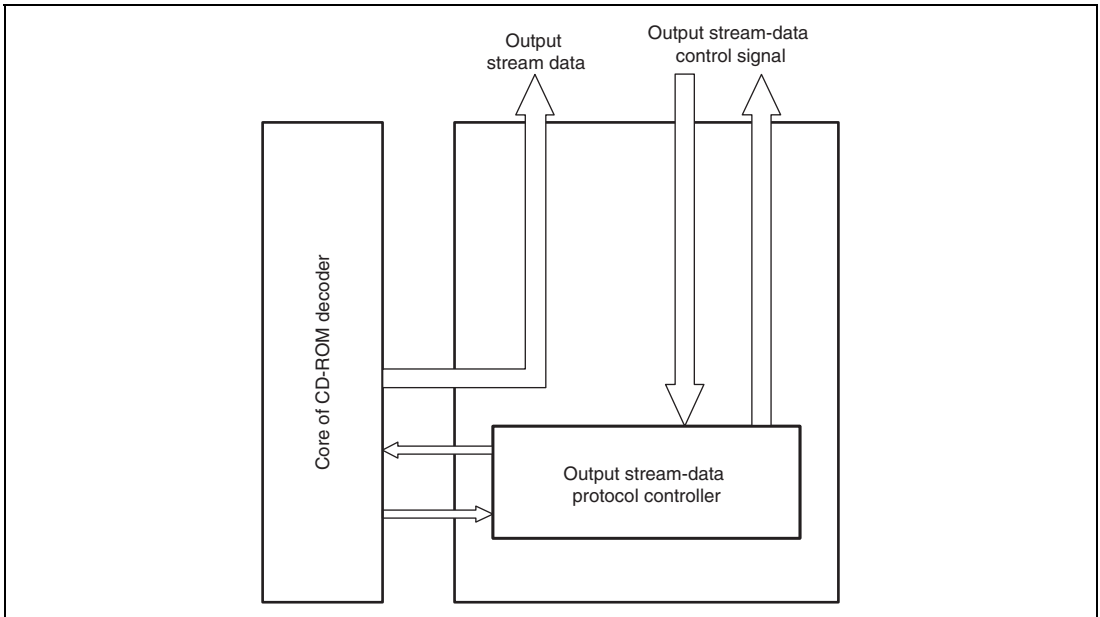 Output
stream data
Output stream-data
control signal
Core of CD-ROM decoder
Output stream-data
protocol controller